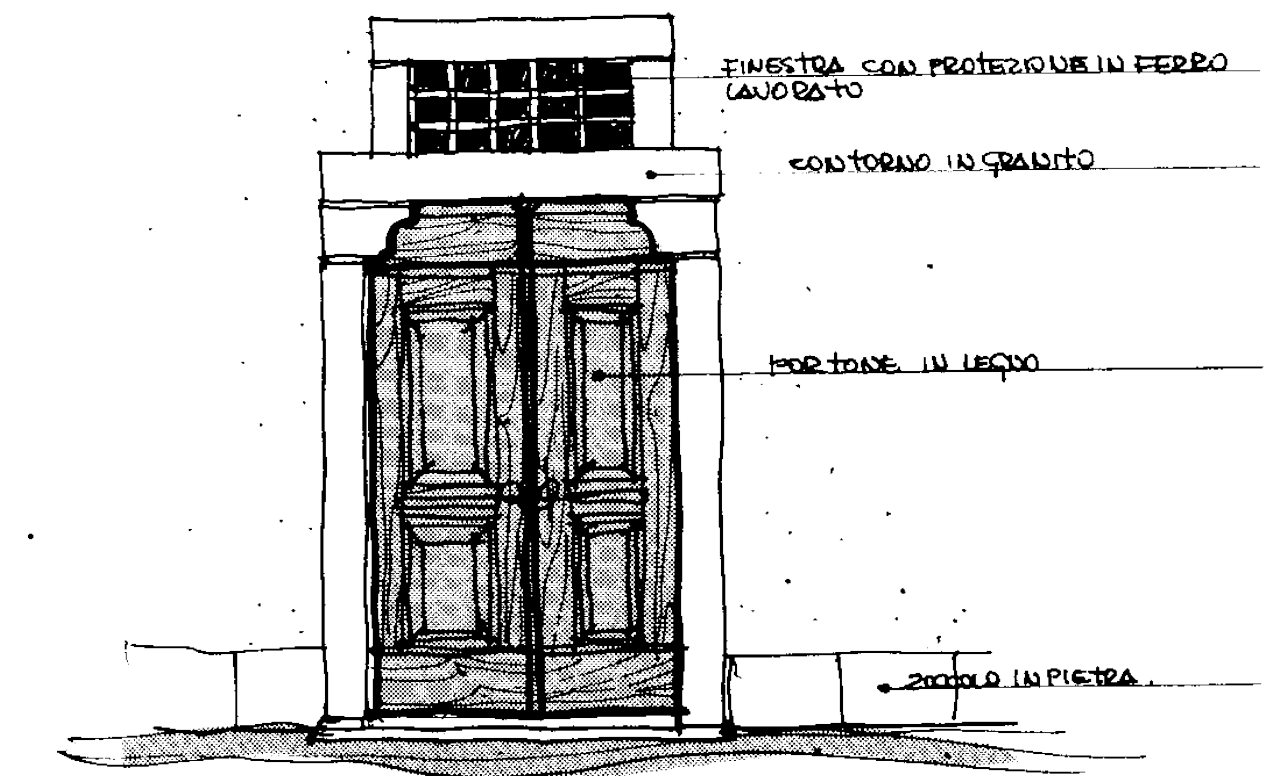 FINESTRA CON PROTEZIONE IN FERRO
LAVORATO
CONTORNO IN GRANITO
PORTONE IN LEGNO
ZOCCOLO IN PIETRA.